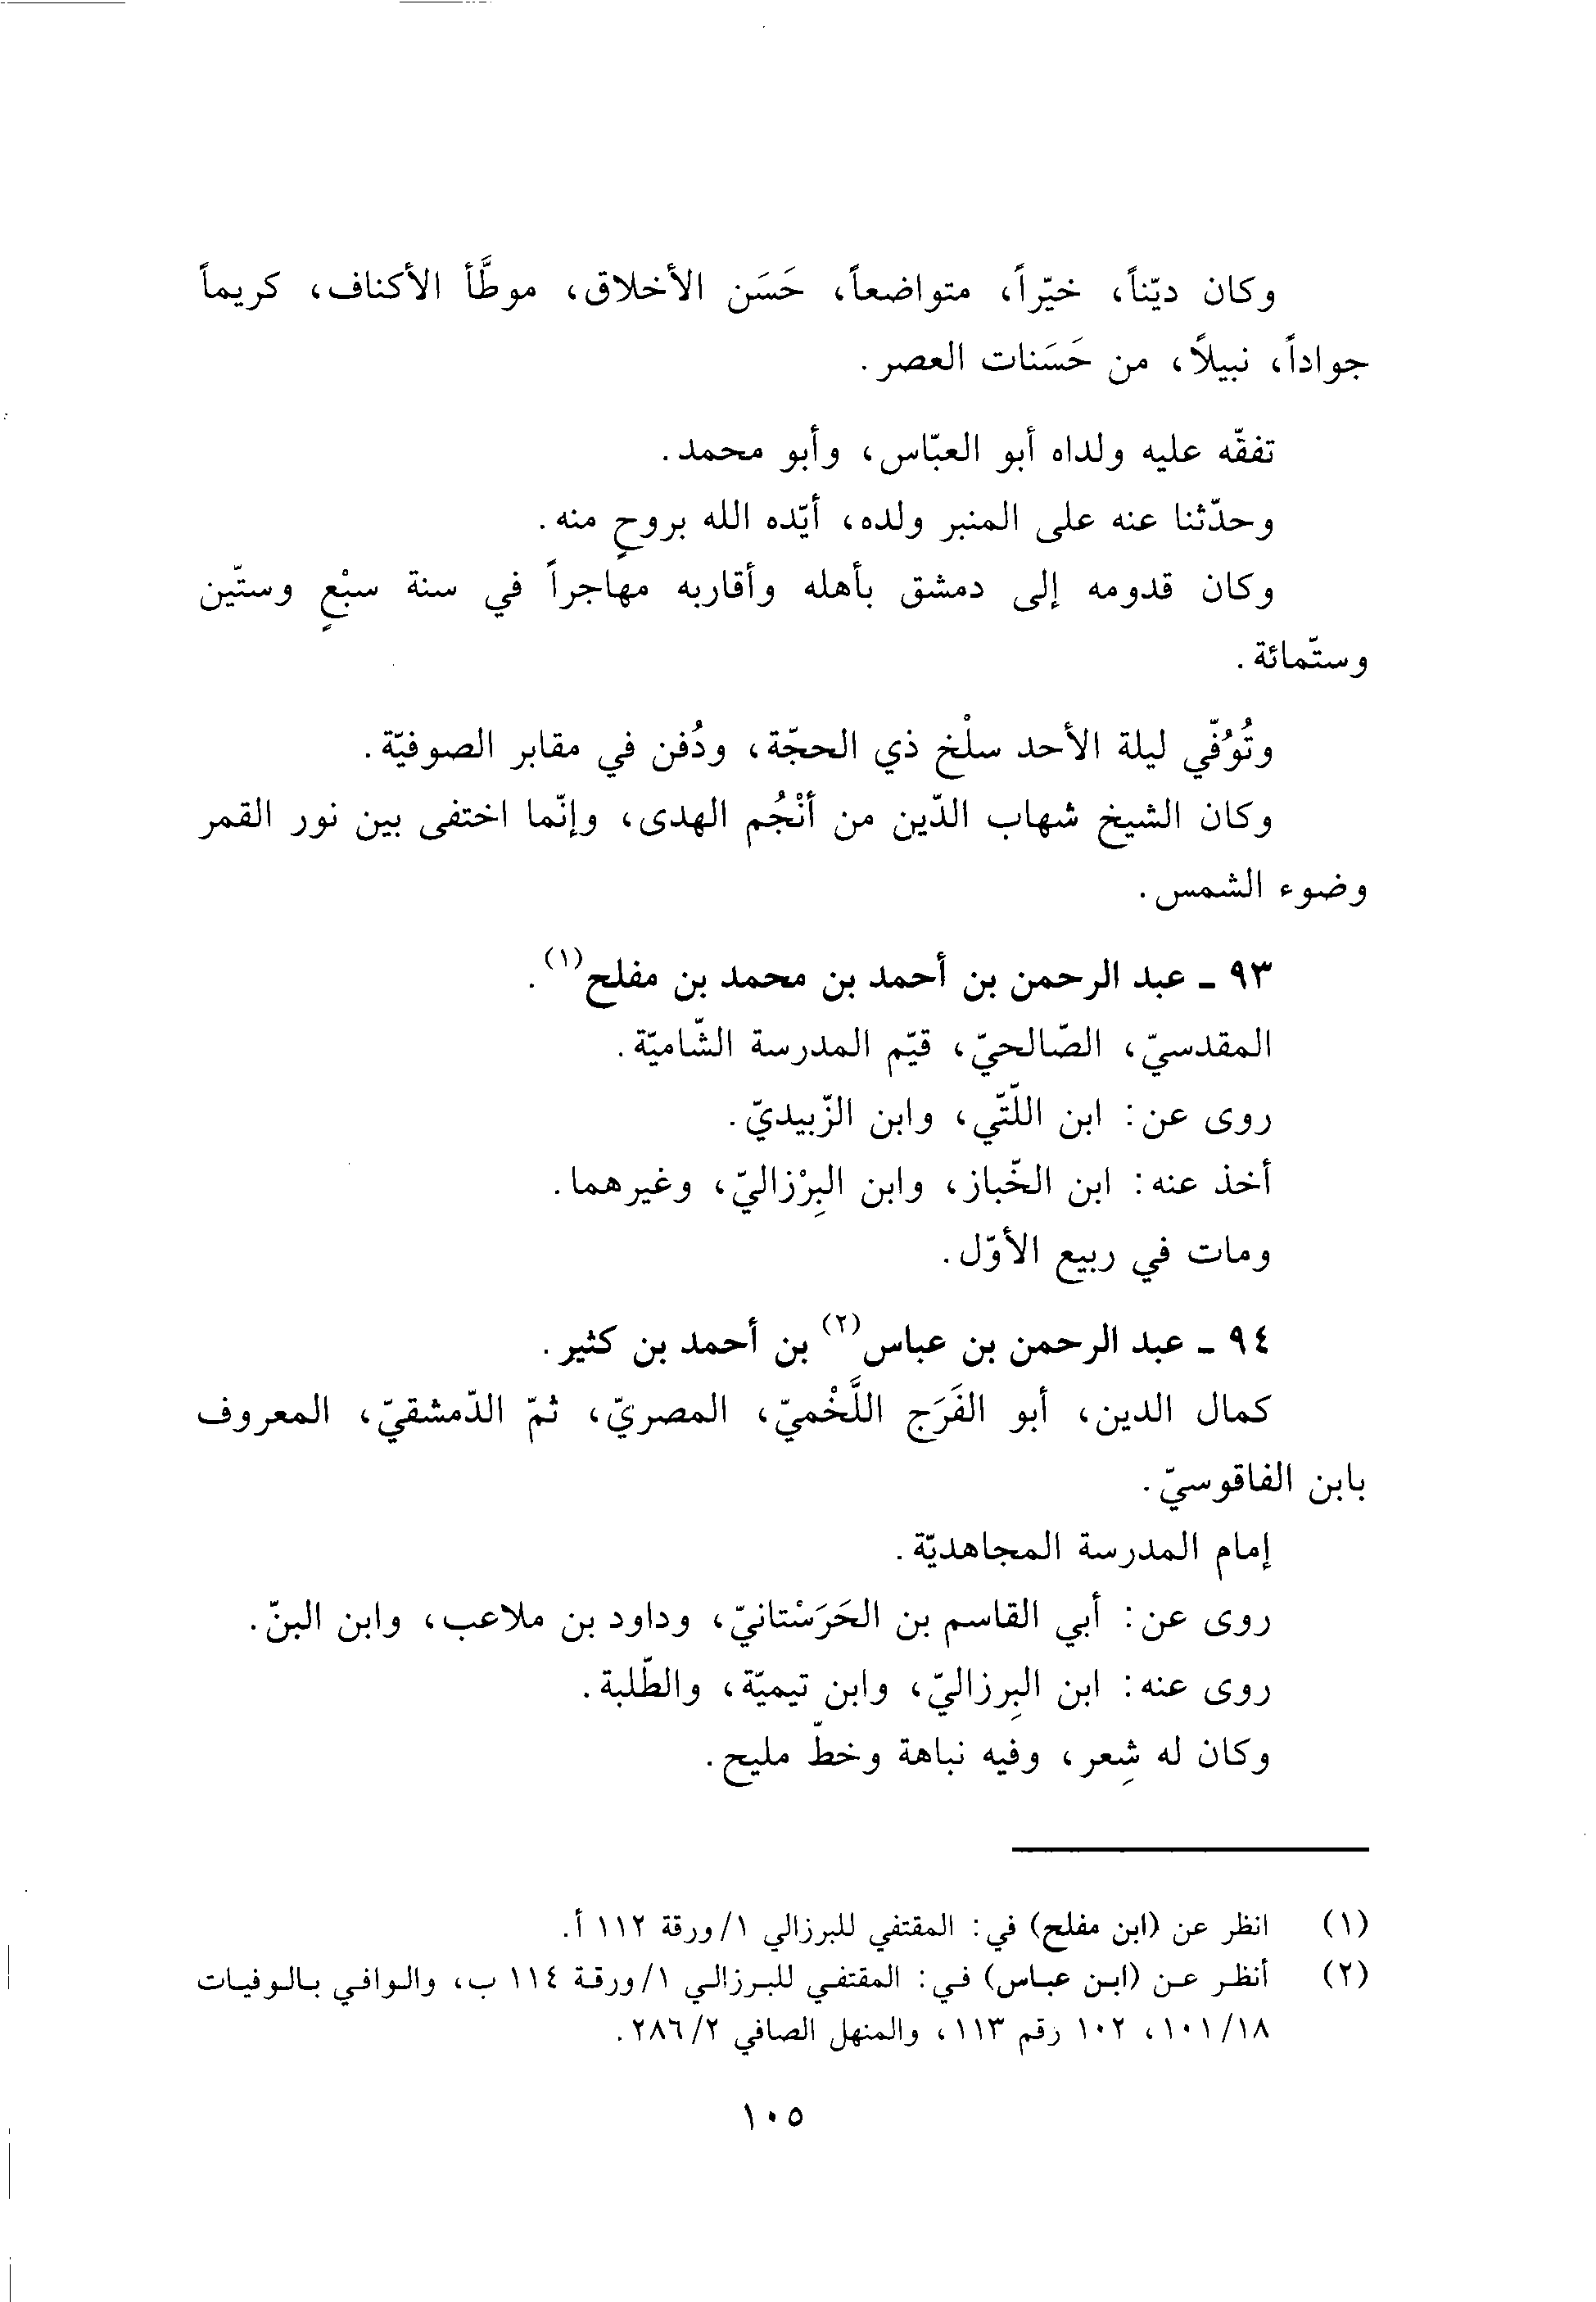 وكان ديّناً، خيّراً، متواضعاً، حَسَن الأخلاق، موطَّأ الأكناف، كريماً
جواداً، نبيلاً، من حَسَنات العصر.
تفقّه عليه ولداه أبو العبّاس، وأبو محمد.
وحدّثنا عنه على المنبر ولده، أيّده الله بروحٍ منه.
وكان قدومه إلى دمشق بأهله وأقاربه مهاجراً في سنة سبْعٍ وستّين
وستّمائة.
وتُوُفّي ليلة الأحد سلْخ ذي الحجّة، ودُفن في مقابر الصوفيّة.
وكان الشيخ شهاب الدّين من أنْجُم الهدى، وإنّما اختفى بين نور القمر
وضوء الشمس.
٩٣ ـ عبد الرحمن بن أحمد بن محمد بن مفلح(١).
المقدسيّ، الصّالحيّ، قيّم المدرسة الشّاميّة.
روى عن: ابن اللّتّي، وابن الزّبيديّ.
أخذ عنه: ابن الخّباز، وابن البِرْزاليّ، وغيرهما.
ومات في ربيع الأوّل.
٩٤ ـ عبد الرحمن بن عباس(٢) بن أحمد بن كثير.
كمال الدين، أبو الفَرَج اللَّخْميّ، المصريّ، ثمّ الدّمشقيّ، المعروف
بابن الفاقوسيّ.
إمام المدرسة المجاهديّة.
روى عن: أبي القاسم بن الحَرَسْتانيّ، وداود بن ملاعب، وابن البنّ.
روى عنه: ابن البِرزاليّ، وابن تيميّة، والطّلبة.
وكان له شِعر، وفيه نباهة وخطّ مليح.
(١) انظر عن (ابن مفلح) في: المقتفي للبرزالي ١/ورقة ١١٢ أ.
(٢) أنظر عن (ابن عباس) في: المقتفي للبرزالي ١/ورقة ١١٤ ب، والوافي بالوفيات
١٨/١٠١، ١٠٢ رقم ١١٣، والمنهل الصافي ٢/٢٨٦.
١٠٥